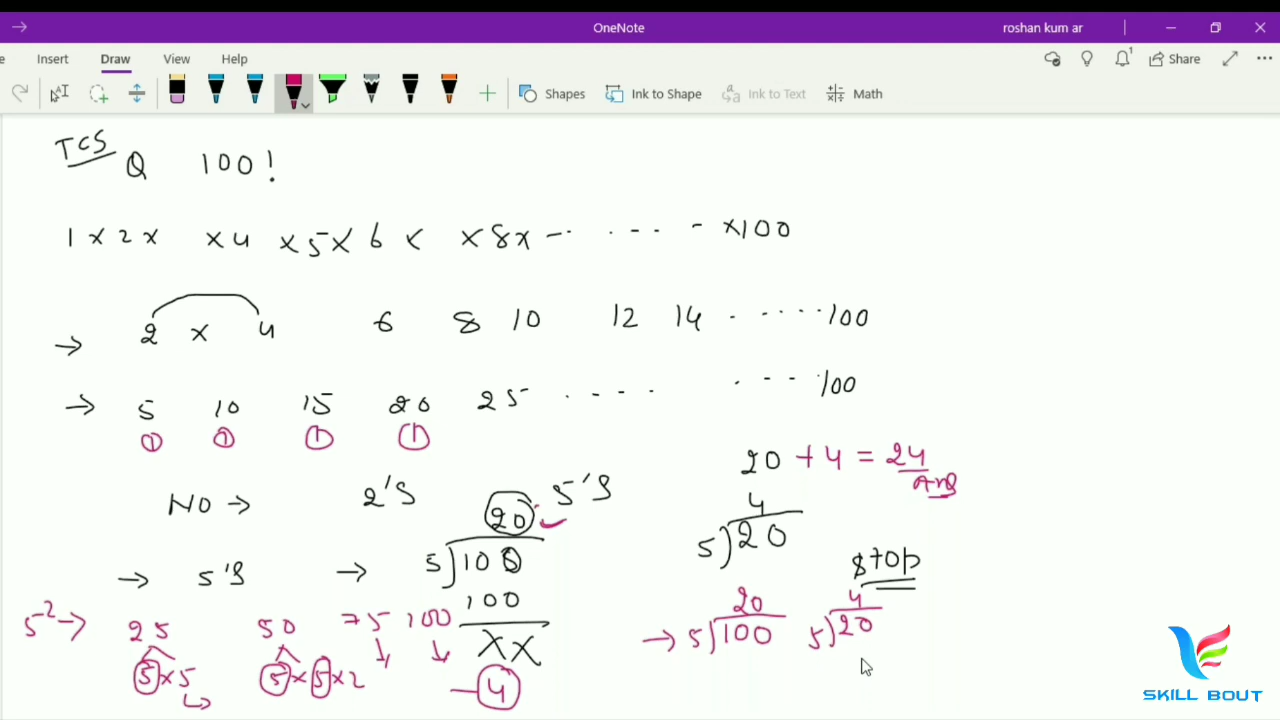 OneNote
roshan kum ar
Insert Draw View Help
Share
Shapes Ink to Shape Ink to Text Math
TCS
Q 100!
1 x 2 x x 4 x 5 x 6 x x 8 x - ..... - x 100
→ 2 x 4 6 8 10 12 14 ...... 100
→ 5 10 15 20 25 ..... ... 100
1 1 1 1
20 + 4 = 24
Ans
NO → 2's 5's
20
4
5)20
→ 5's → 5)100
100
XX
stop
5² → 25 50 75 100
5x5 5x5x2
- 4
20 4
→ 5)100 5)20
SKILL BOUT